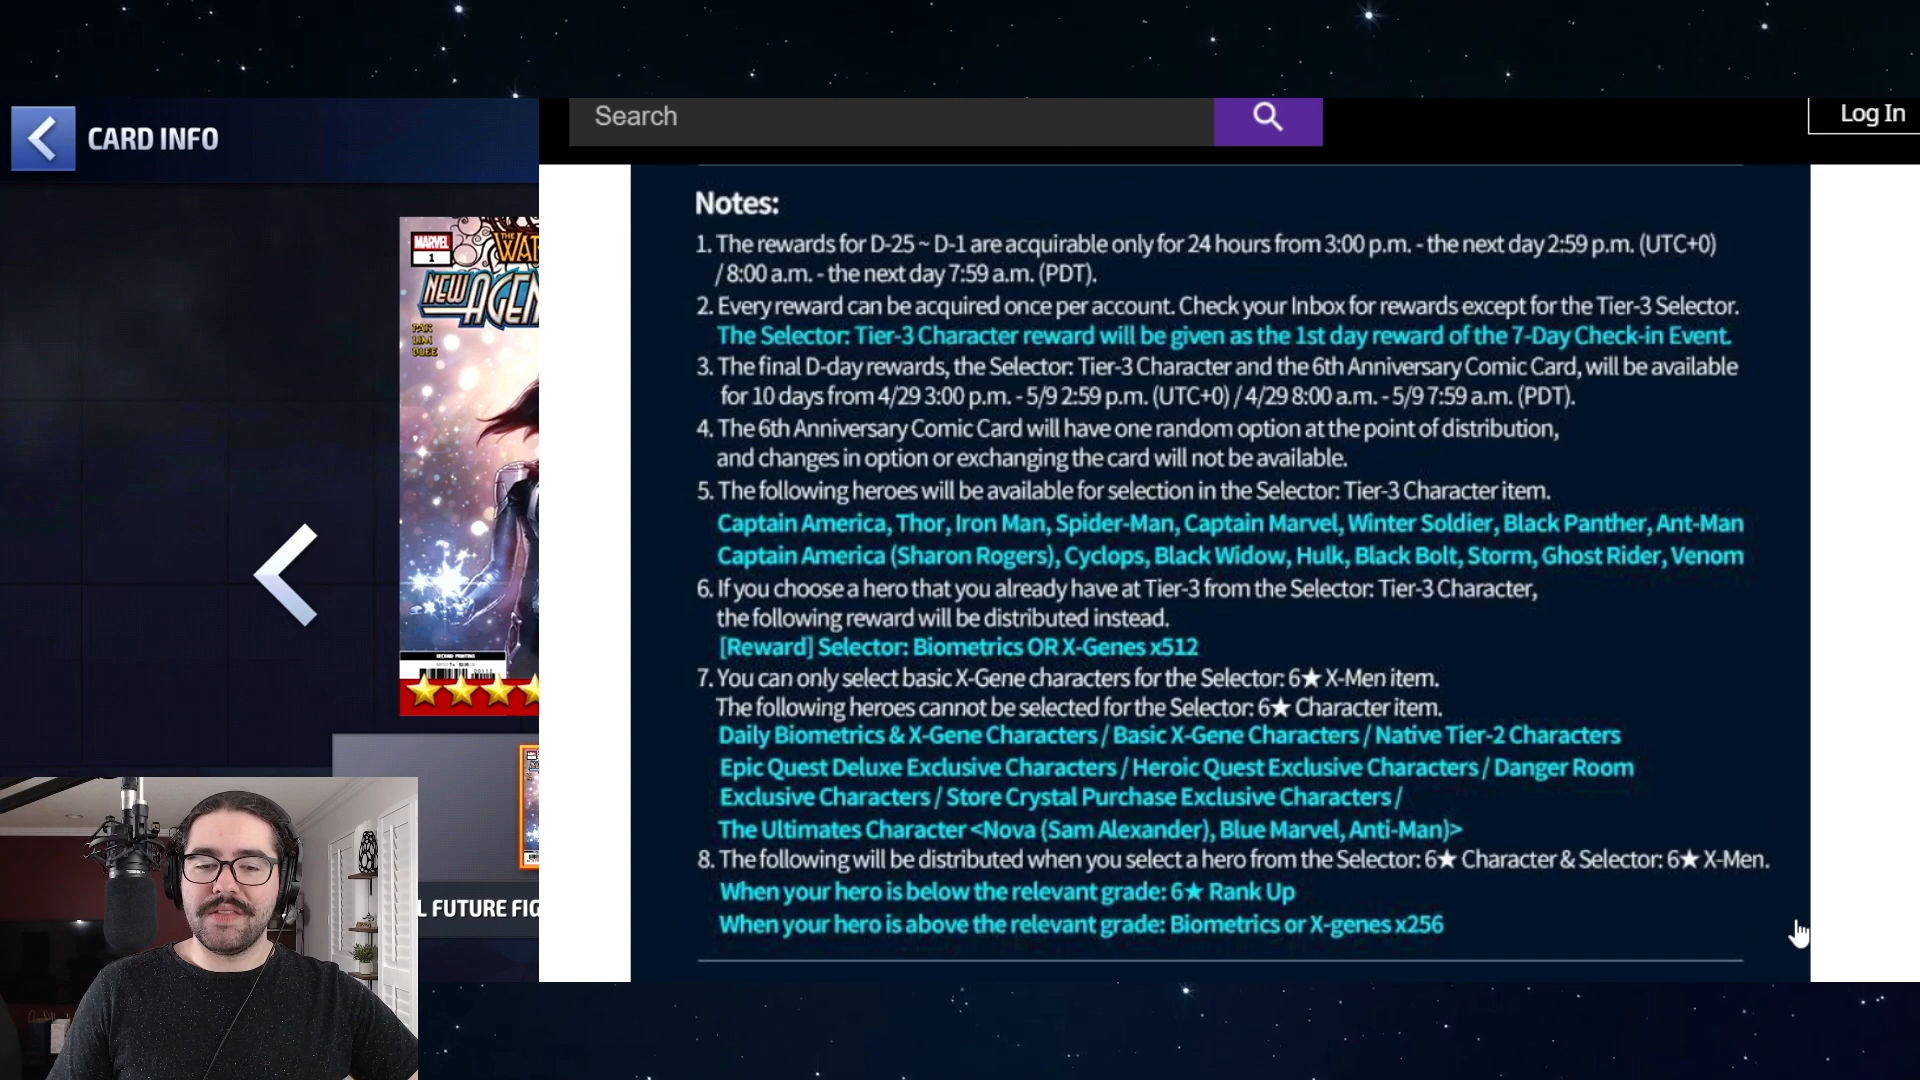 Search
Log In
CARD INFO
MARVEL
1
THE
WAR
NEW AGEN
PAK
LIM
Notes:
1. The rewards for D-25 ~ D-1 are acquirable only for 24 hours from 3:00 p.m. - the next day 2:59 p.m. (UTC+0)
/ 8:00 a.m. - the next day 7:59 a.m. (PDT).
2. Every reward can be acquired once per account. Check your Inbox for rewards except for the Tier-3 Selector.
The Selector: Tier-3 Character reward will be given as the 1st day reward of the 7-Day Check-in Event.
3. The final D-day rewards, the Selector: Tier-3 Character and the 6th Anniversary Comic Card, will be available
for 10 days from 4/29 3:00 p.m. - 5/9 2:59 p.m. (UTC+0) / 4/29 8:00 a.m. - 5/9 7:59 a.m. (PDT).
4. The 6th Anniversary Comic Card will have one random option at the point of distribution,
and changes in option or exchanging the card will not be available.
5. The following heroes will be available for selection in the Selector: Tier-3 Character item.
Captain America, Thor, Iron Man, Spider-Man, Captain Marvel, Winter Soldier, Black Panther, Ant-Man
Captain America (Sharon Rogers), Cyclops, Black Widow, Hulk, Black Bolt, Storm, Ghost Rider, Venom
6. If you choose a hero that you already have at Tier-3 from the Selector: Tier-3 Character,
the following reward will be distributed instead.
[Reward] Selector: Biometrics OR X-Genes x512
7. You can only select basic X-Gene characters for the Selector: 6★ X-Men item.
The following heroes cannot be selected for the Selector: 6★ Character item.
Daily Biometrics & X-Gene Characters / Basic X-Gene Characters / Native Tier-2 Characters
Epic Quest Deluxe Exclusive Characters / Heroic Quest Exclusive Characters / Danger Room
Exclusive Characters / Store Crystal Purchase Exclusive Characters /
The Ultimates Character <Nova (Sam Alexander), Blue Marvel, Anti-Man)>
8. The following will be distributed when you select a hero from the Selector: 6★ Character & Selector: 6★ X-Men.
When your hero is below the relevant grade: 6★ Rank Up
When your hero is above the relevant grade: Biometrics or X-genes x256
SECOND PRINTING
L FUTURE FIG